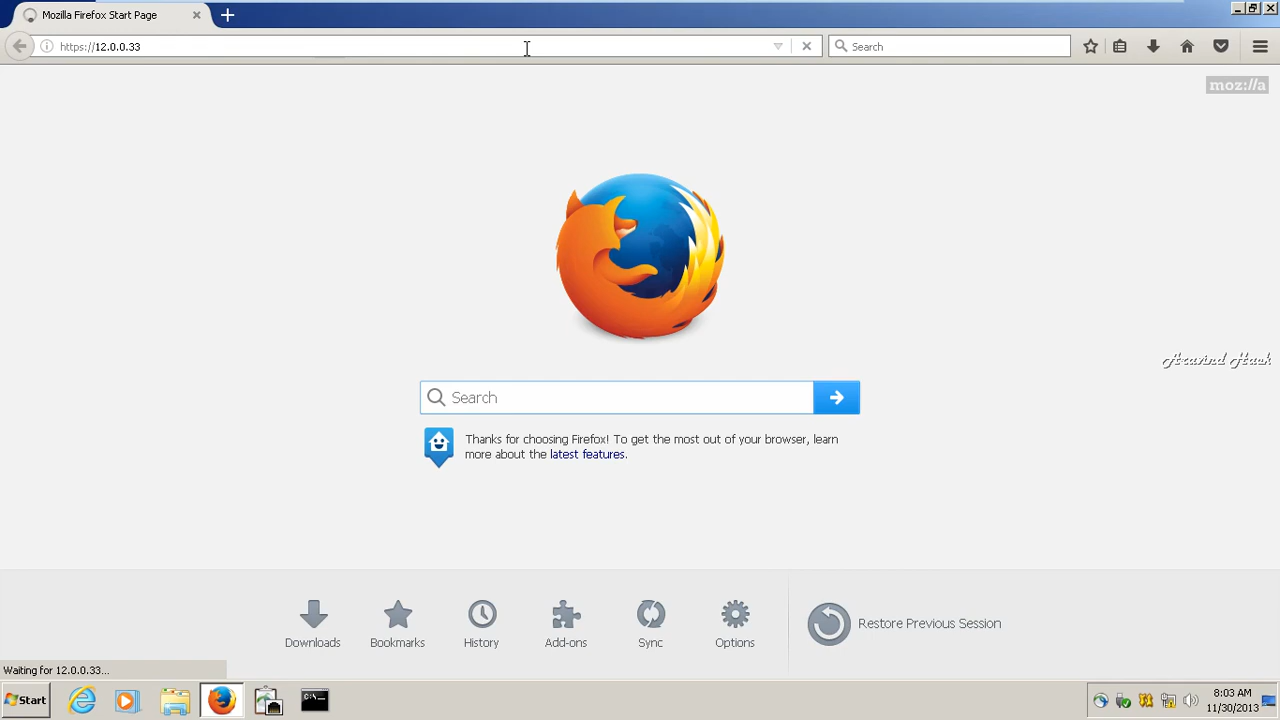 Mozilla Firefox Start Page
https://12.0.0.33
Search
moz://a
Search
Thanks for choosing Firefox! To get the most out of your browser, learn
more about the latest features.
Aravind Hash
Downloads
Bookmarks
History
Add-ons
Sync
Options
Restore Previous Session
Waiting for 12.0.0.33...
Start
C:\.
8:03 AM
11/30/2013